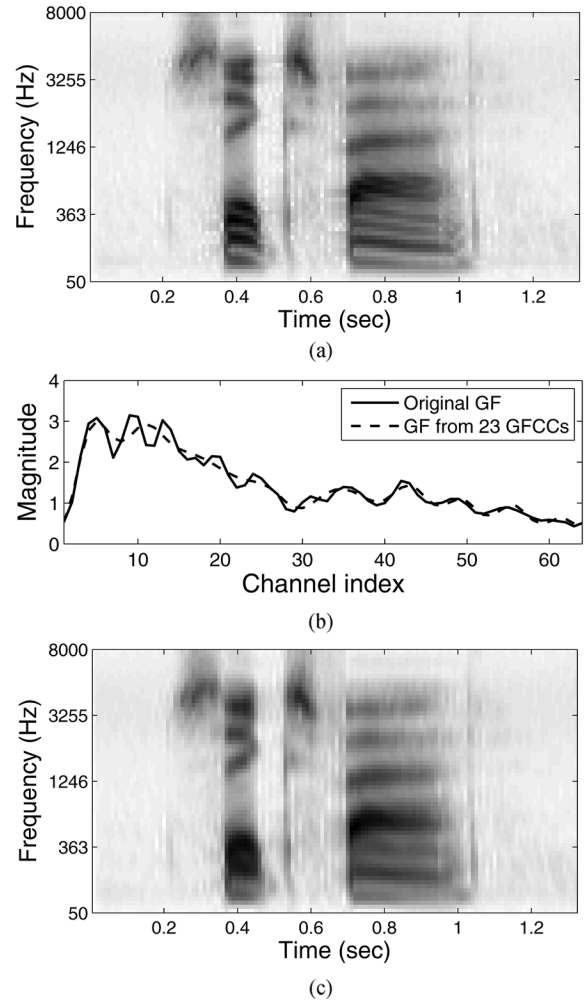 8000
3255
1246
363
50
Frequency (Hz)
0.2 0.4 0.6 0.8 1 1.2
Time (sec)
(a)
4
3
2
1
0
Magnitude
Original GF
GF from 23 GFCCs
10 20 30 40 50 60
Channel index
(b)
8000
3255
1246
363
50
Frequency (Hz)
0.2 0.4 0.6 0.8 1 1.2
Time (sec)
(c)